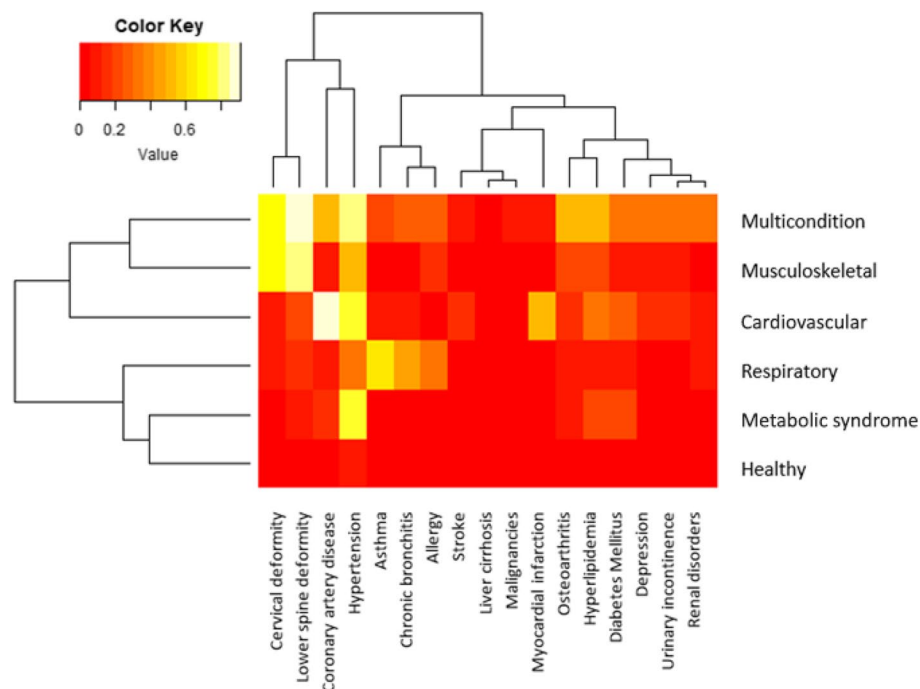 Color Key
0 0.2 0.6
Value
Multicondition
Musculoskeletal
Cardiovascular
Respiratory
Metabolic syndrome
Healthy
Cervical deformity
Lower spine deformity
Coronary artery disease
Hypertension
Asthma
Chronic bronchitis
Allergy
Stroke
Liver cirrhosis
Malignancies
Myocardial infarction
Osteoarthritis
Hyperlipidemia
Diabetes Mellitus
Depression
Urinary incontinence
Renal disorders